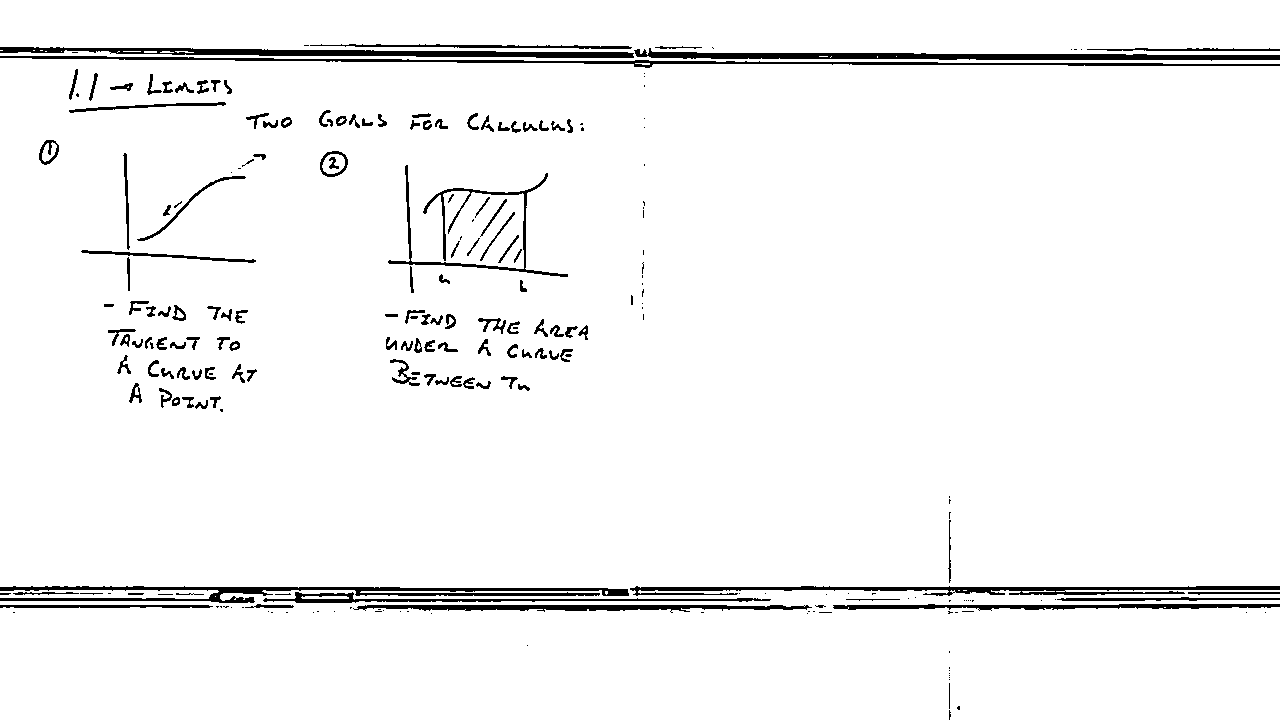 1.1 → LIMITS
TWO GOALS FOR CALCULUS:
①
②
a b
- FIND THE
TANGENT TO
A CURVE AT
A POINT.
- FIND THE AREA
UNDER A CURVE
BETWEEN TW